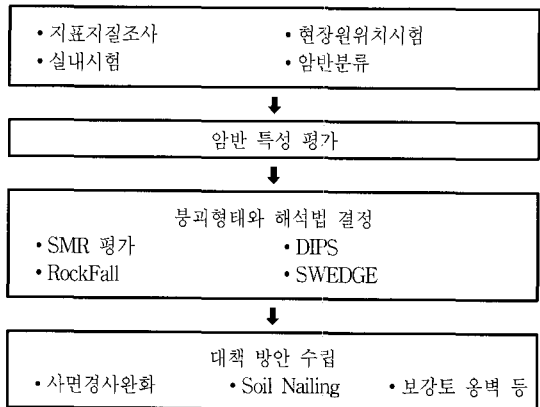 • 지표지질조사 • 현장원위치시험
• 실내시험 • 암반분류
암반 특성 평가
붕괴형태와 해석법 결정
• SMR 평가 • DIPS
• RockFall • SWEDGE
대책 방안 수립
• 사면경사완화 • Soil Nailing • 보강토 옹벽 등